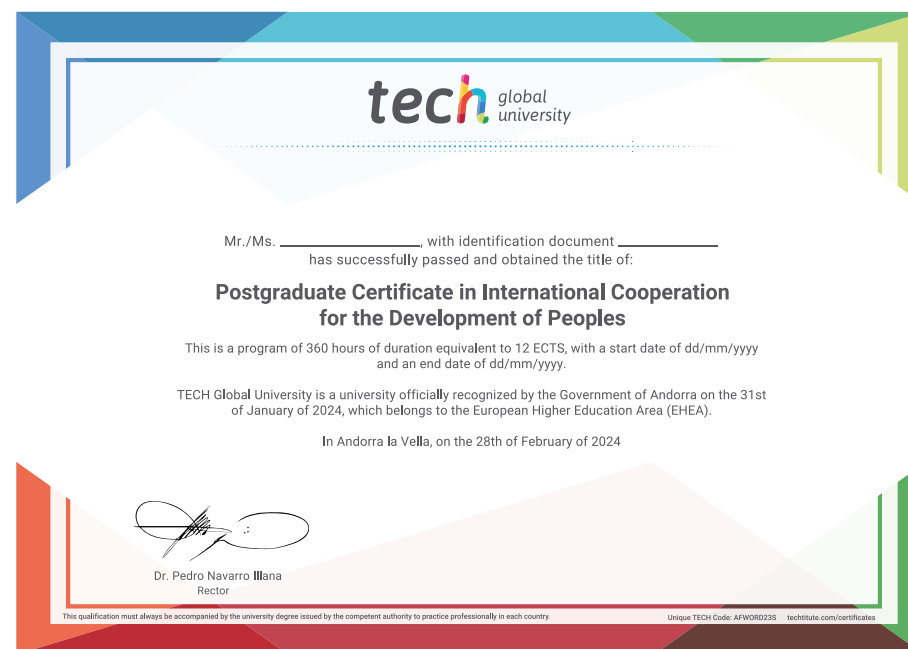 tech global university
Mr./Ms. ____________, with identification document ____________
has successfully passed and obtained the title of:
Postgraduate Certificate in International Cooperation
for the Development of Peoples
This is a program of 360 hours of duration equivalent to 12 ECTS, with a start date of dd/mm/yyyy
and an end date of dd/mm/yyyy.
TECH Global University is a university officially recognized by the Government of Andorra on the 31st
of January of 2024, which belongs to the European Higher Education Area (EHEA).
In Andorra la Vella, on the 28th of February of 2024
Dr. Pedro Navarro Illana
Rector
This qualification must always be accompanied by the university degree issued by the competent authority to practice professionally in each country.
Unique TECH Code: AFWORD23S techtitute.com/certificates